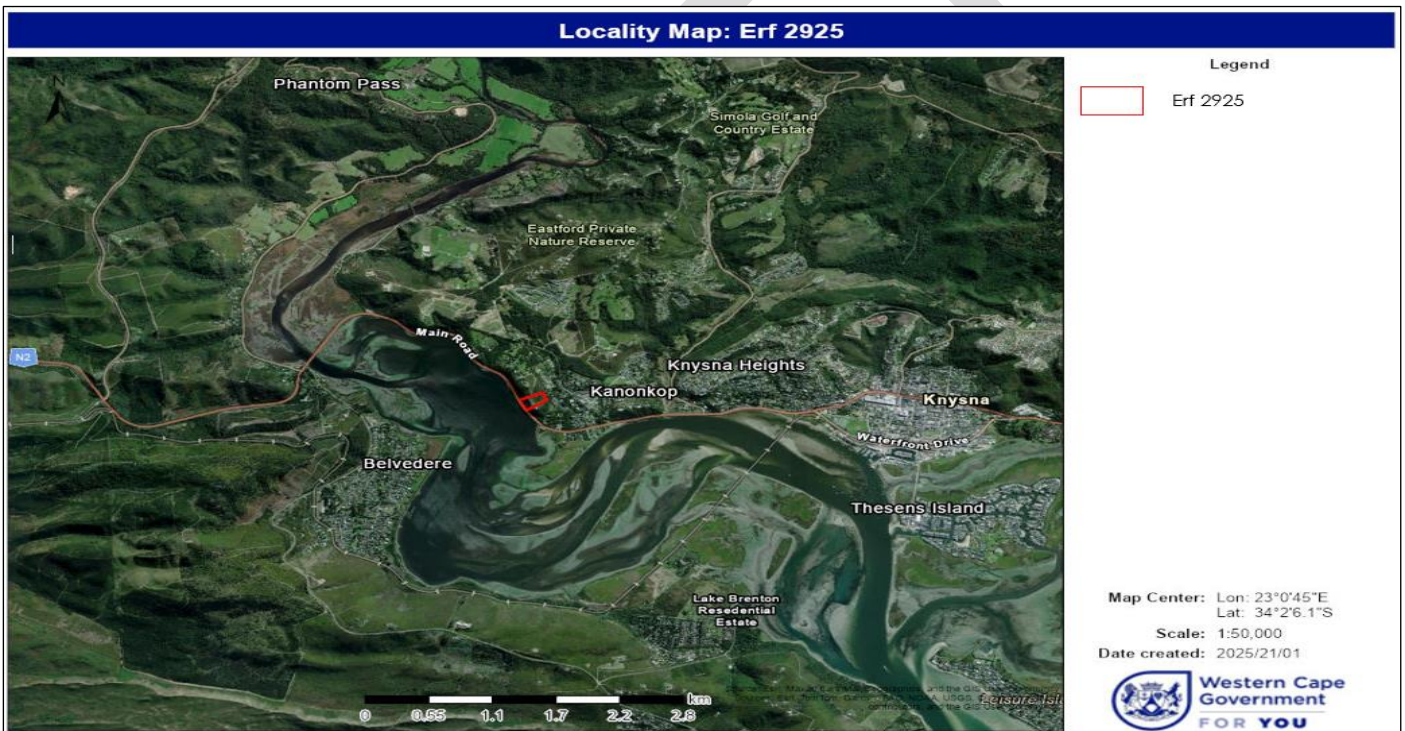 Locality Map: Erf 2925
N
Phantom Pass
Simola Golf and
Country Estate
Eastford Private
Nature Reserve
Main Road
N2
Knysna Heights
Kanonkop
Knysna
Waterfront Drive
Belvedere
Thesens Island
Lake Brenton
Resedential
Estate
km
0 0.55 1.1 1.7 2.2 2.8
Leisure Isl
Legend
Erf 2925
Map Center: Lon: 23°0'45"E
Lat: 34°2'6.1"S
Scale: 1:50,000
Date created: 2025/21/01
Western Cape
Government
FOR YOU